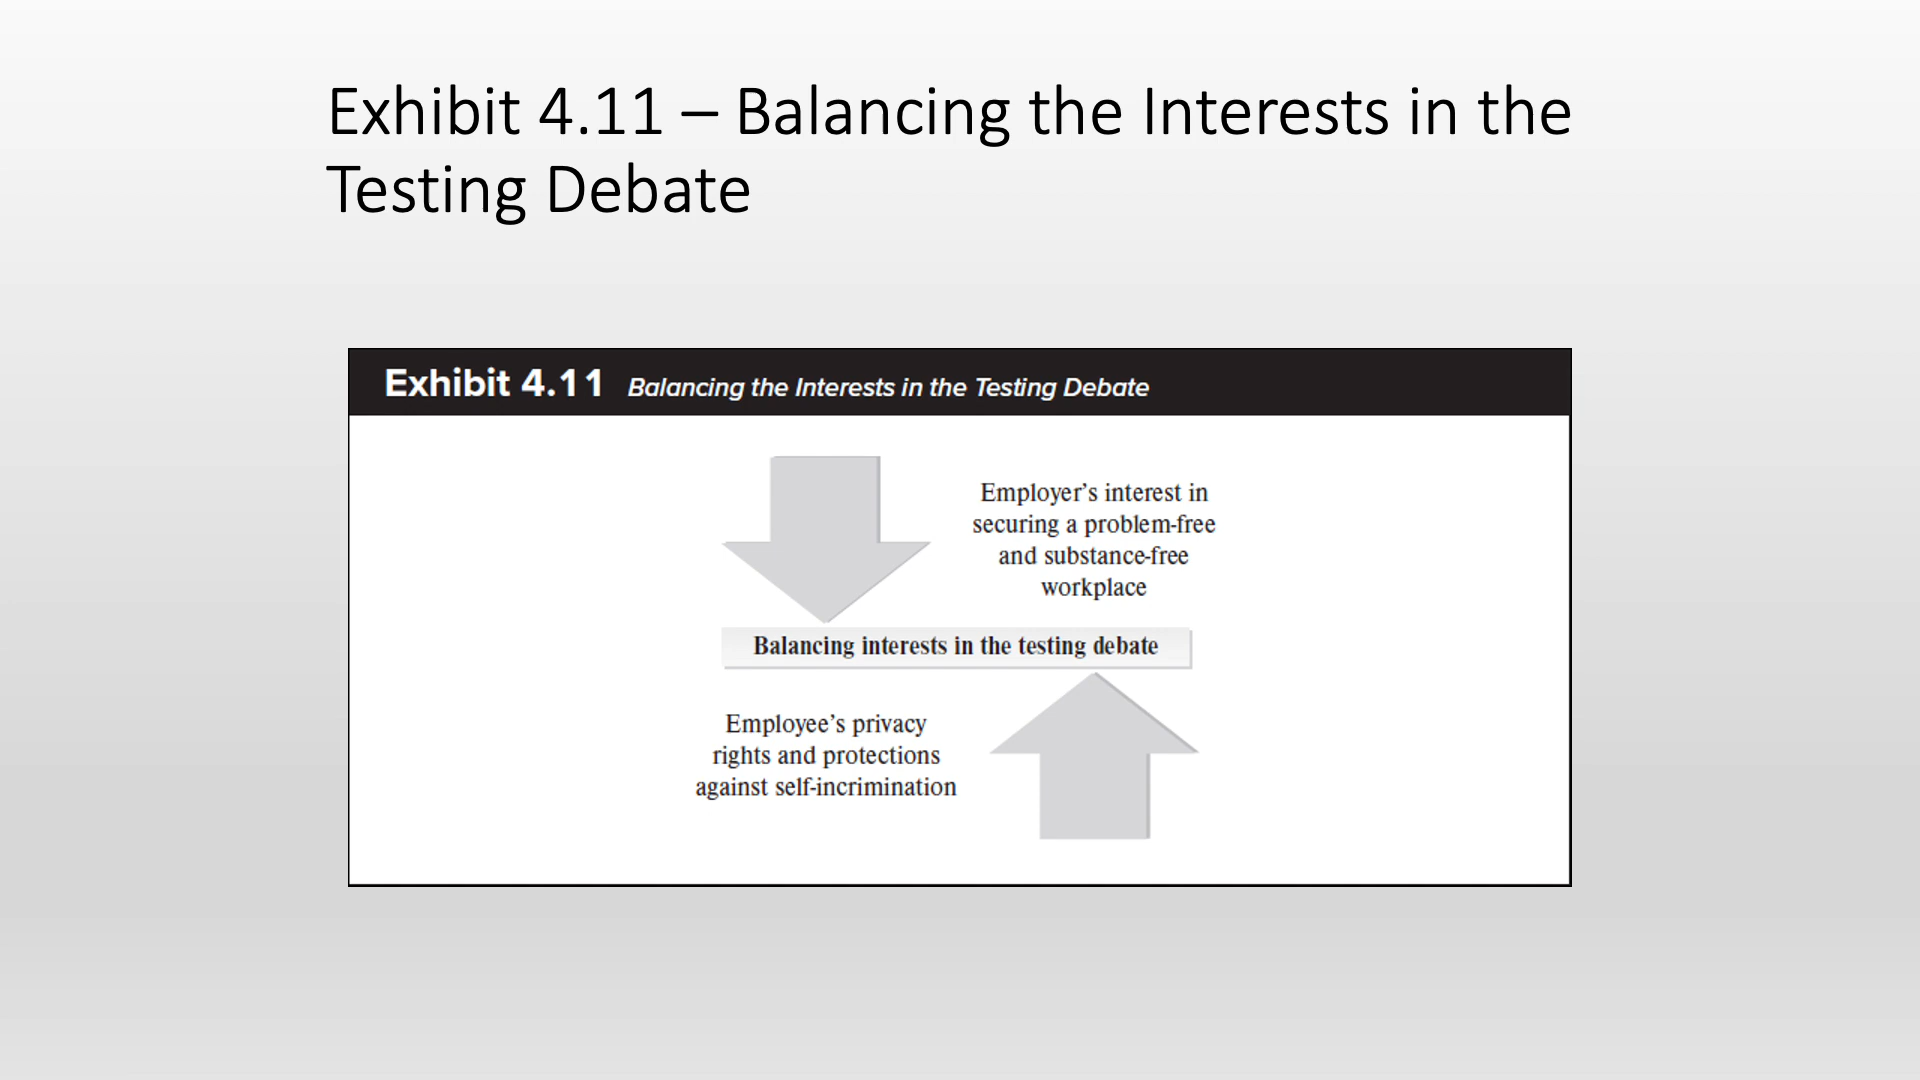 Exhibit 4.11 – Balancing the Interests in the
Testing Debate
Exhibit 4.11 Balancing the Interests in the Testing Debate
Employer’s interest in
securing a problem-free
and substance-free
workplace
Balancing interests in the testing debate
Employee’s privacy
rights and protections
against self-incrimination